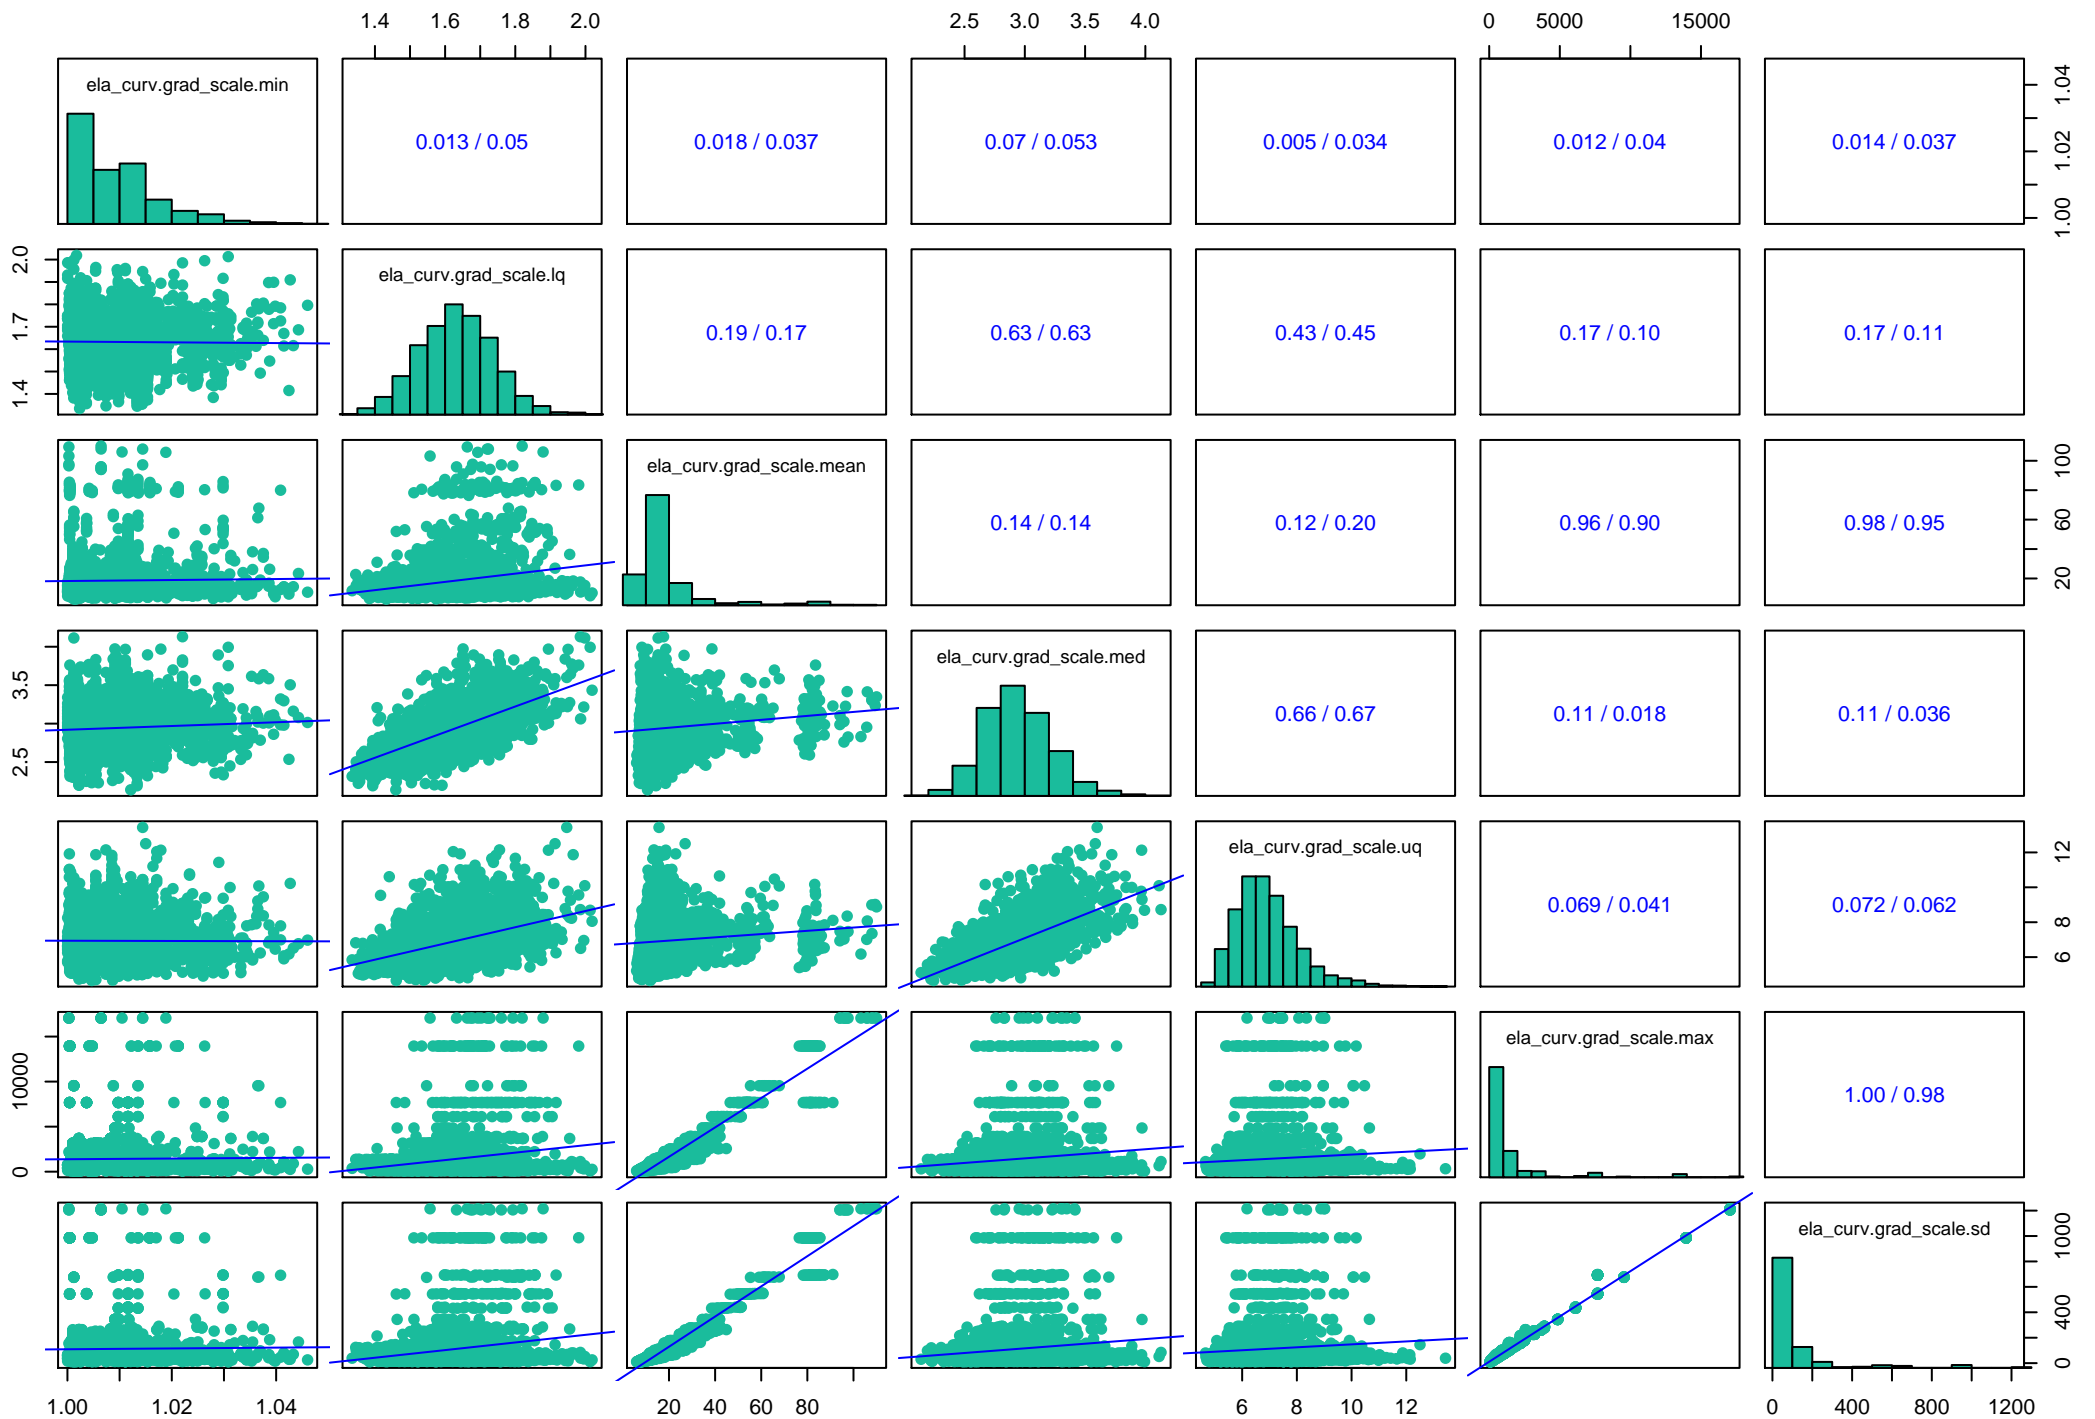 1.4 1.6 1.8 2.0 2.5 3.0 3.5 4.0 0 5000 15000
ela_curv.grad_scale.min
0.013 / 0.05 0.018 / 0.037 0.07 / 0.053 0.005 / 0.034 0.012 / 0.04 0.014 / 0.037
1.00 1.02 1.04
1.4 1.7 2.0
ela_curv.grad_scale.lq
0.19 / 0.17 0.63 / 0.63 0.43 / 0.45 0.17 / 0.10 0.17 / 0.11
ela_curv.grad_scale.mean
0.14 / 0.14 0.12 / 0.20 0.96 / 0.90 0.98 / 0.95
20 60 100
2.5 3.5
ela_curv.grad_scale.med
0.66 / 0.67 0.11 / 0.018 0.11 / 0.036
ela_curv.grad_scale.uq
0.069 / 0.041 0.072 / 0.062
6 8 12
0 10000
ela_curv.grad_scale.max
1.00 / 0.98
ela_curv.grad_scale.sd
0 400 1000
1.00 1.02 1.04 20 40 60 80 6 8 10 12 0 400 800 1200